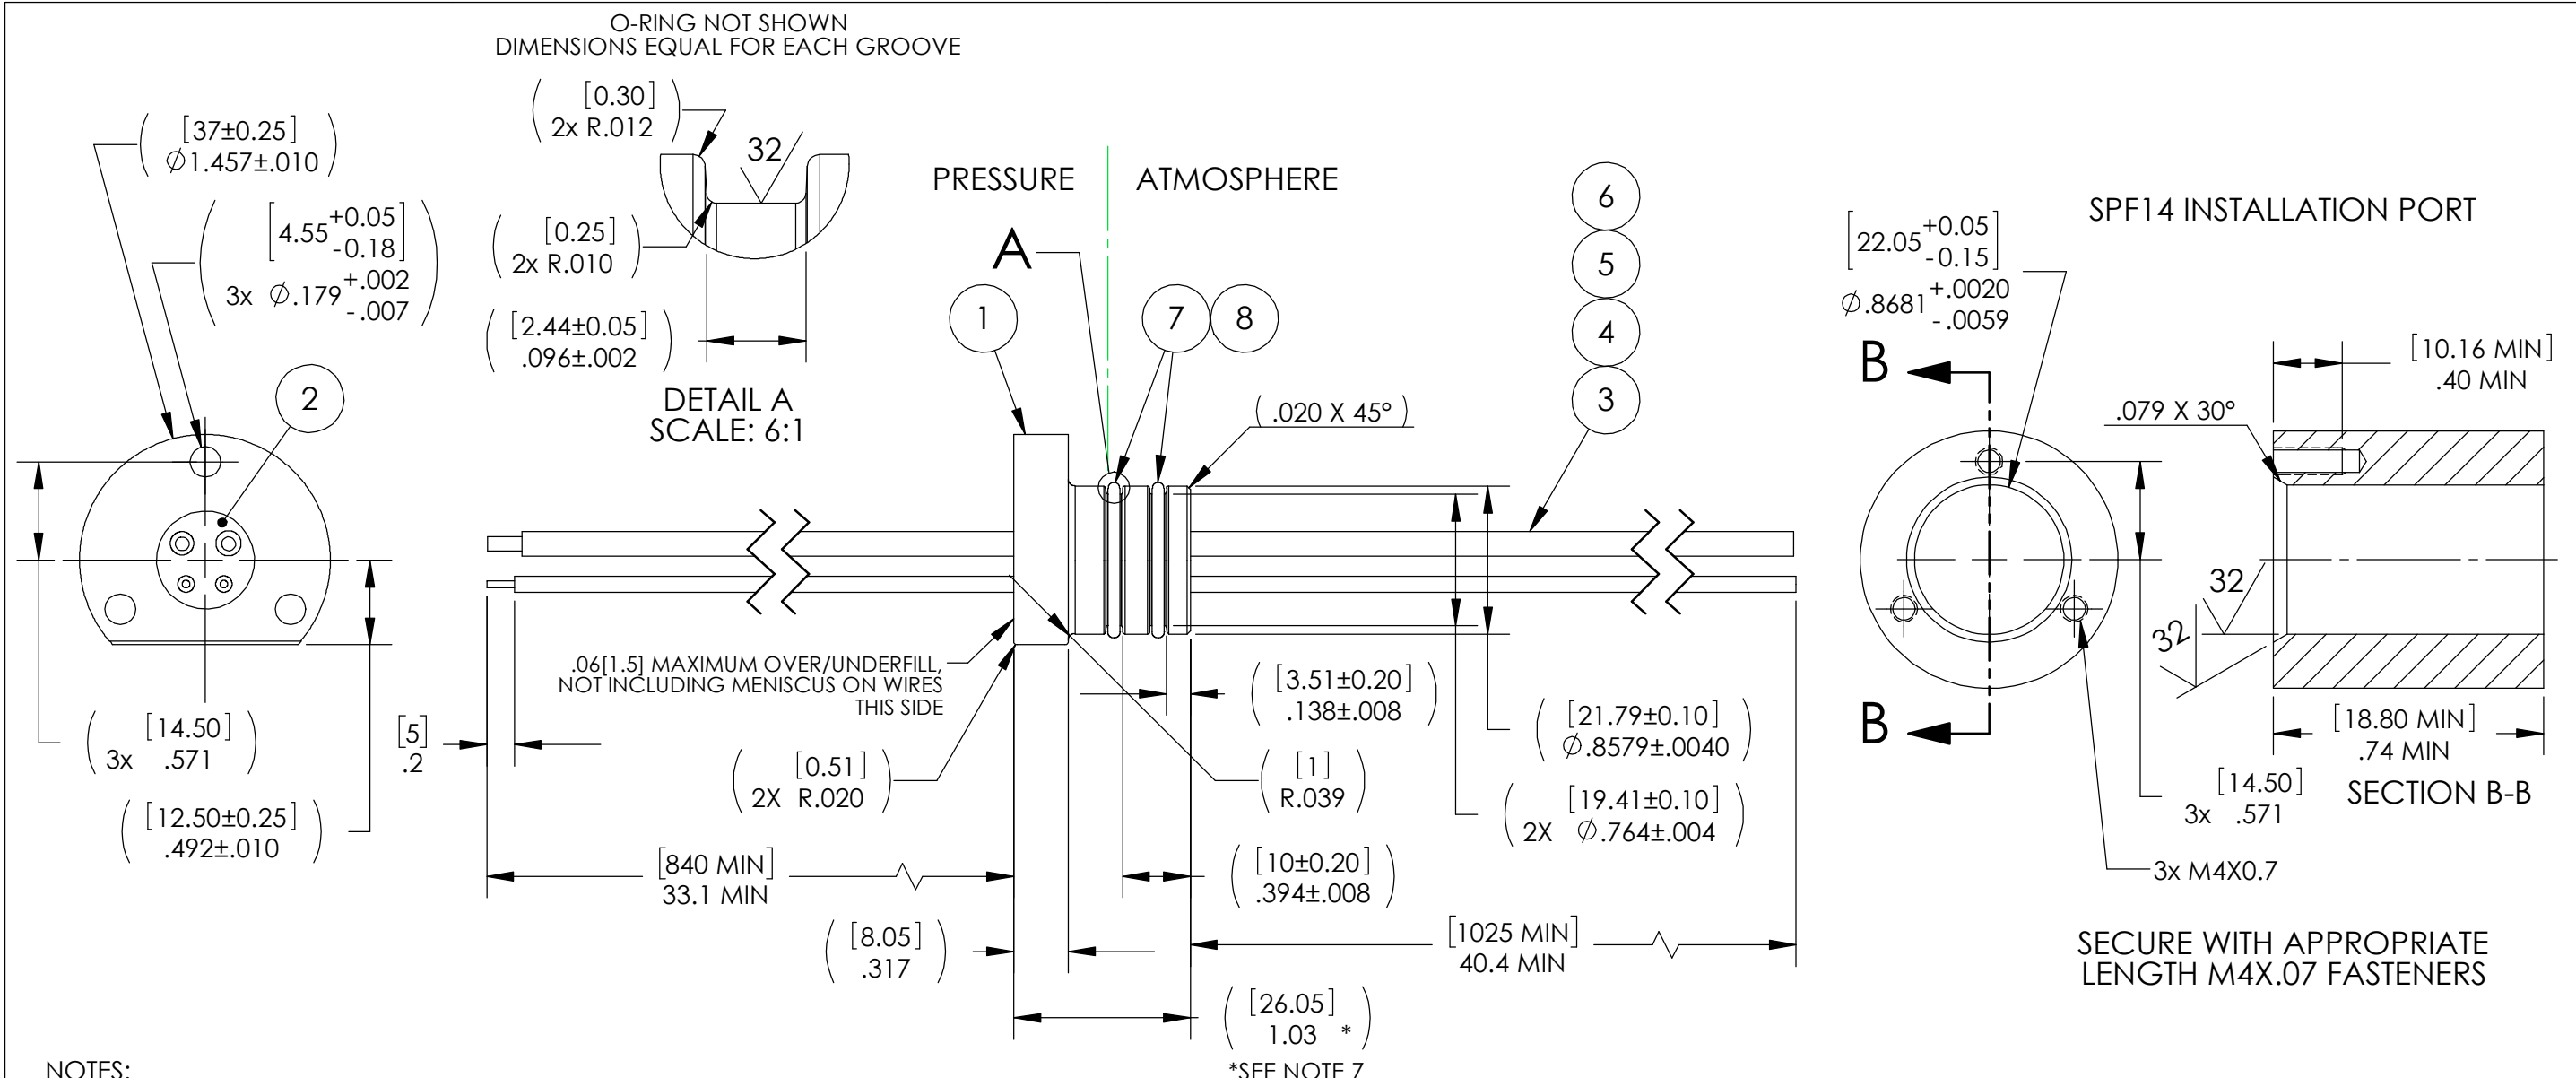 O-RING NOT SHOWN
DIMENSIONS EQUAL FOR EACH GROOVE
[0.30]
2x R.012
32
[0.25]
2x R.010
[2.44±0.05]
.096±.002
DETAIL A
SCALE: 6:1
[37±0.25]
Ø1.457±.010
[4.55 +0.05 -0.18]
3x Ø.179 +.002 -.007
2
3x [14.50] .571
[12.50±0.25]
.492±.010
PRESSURE
ATMOSPHERE
A
1
7
8
6
5
4
3
(.020 X 45°)
.06[1.5] MAXIMUM OVER/UNDERFILL,
NOT INCLUDING MENISCUS ON WIRES
THIS SIDE
[5]
.2
[0.51]
2X R.020
[1]
R.039
[3.51±0.20]
.138±.008
[21.79±0.10]
Ø.8579±.0040
[19.41±0.10]
2X Ø.764±.004
[840 MIN]
33.1 MIN
[10±0.20]
.394±.008
[8.05]
.317
[1025 MIN]
40.4 MIN
[26.05]
1.03 *
*SEE NOTE 7
SPF14 INSTALLATION PORT
[22.05 +0.05 -0.15]
Ø.8681 +.0020 -.0059
B
B
[10.16 MIN]
.40 MIN
.079 X 30°
32
32
[18.80 MIN]
.74 MIN
SECTION B-B
[14.50]
3x .571
3x M4X0.7
SECURE WITH APPROPRIATE
LENGTH M4X.07 FASTENERS
NOTES: